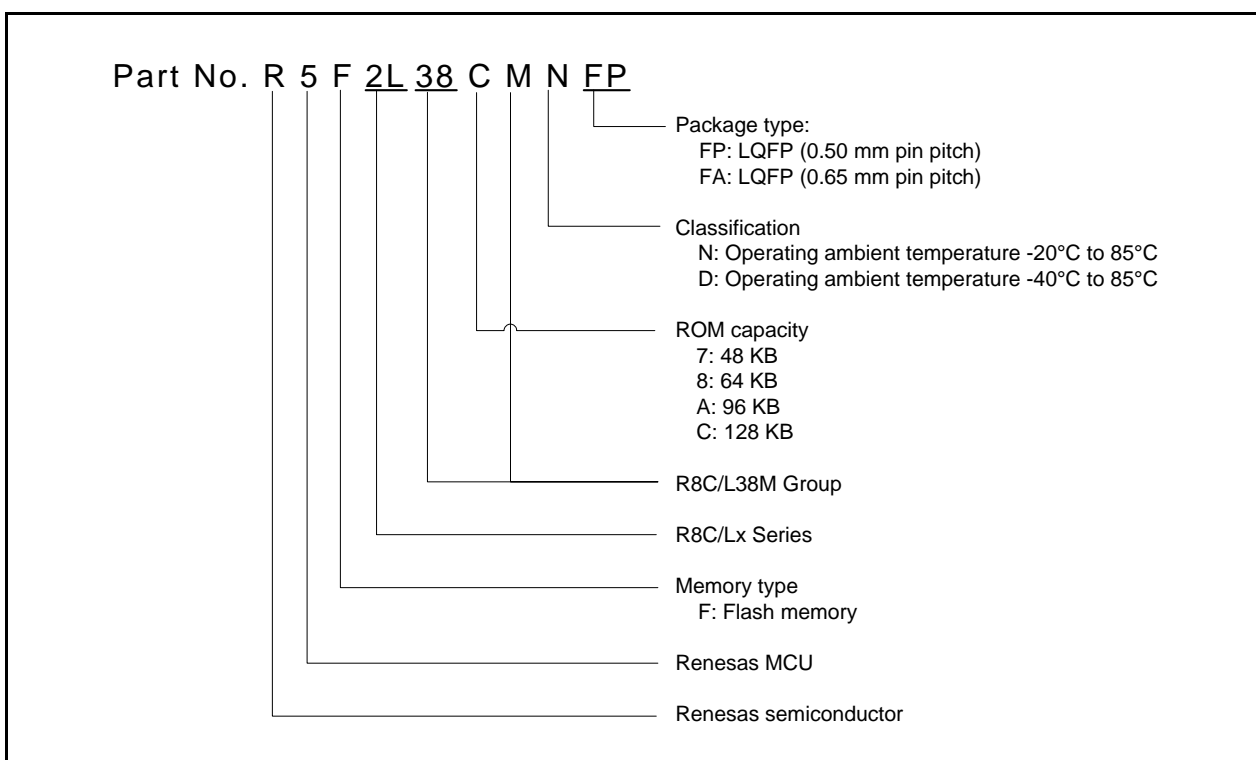 Part No. R 5 F 2L 38 C M N FP
Package type:
FP: LQFP (0.50 mm pin pitch)
FA: LQFP (0.65 mm pin pitch)
Classification
N: Operating ambient temperature -20°C to 85°C
D: Operating ambient temperature -40°C to 85°C
ROM capacity
7: 48 KB
8: 64 KB
A: 96 KB
C: 128 KB
R8C/L38M Group
R8C/Lx Series
Memory type
F: Flash memory
Renesas MCU
Renesas semiconductor